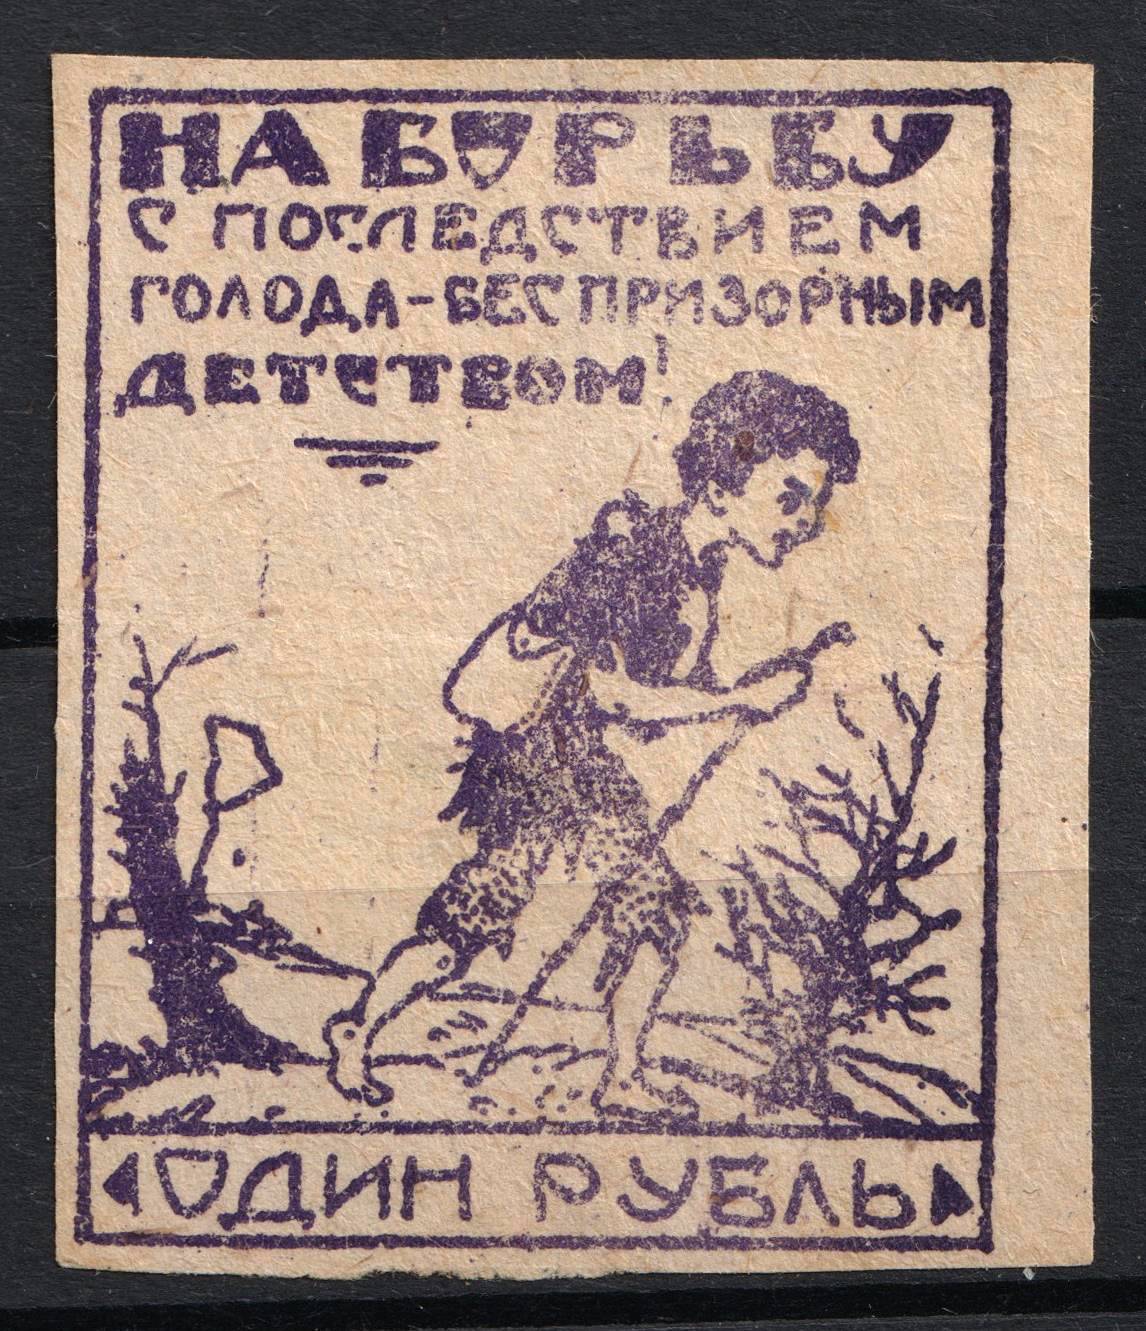 НА БОРЬБУ
С ПОСЛЕДСТВИЕМ
ГОЛОДА-БЕСПРИЗОРНЫМ
ДЕТСТВОМ!
ОДИН РУБЛЬ